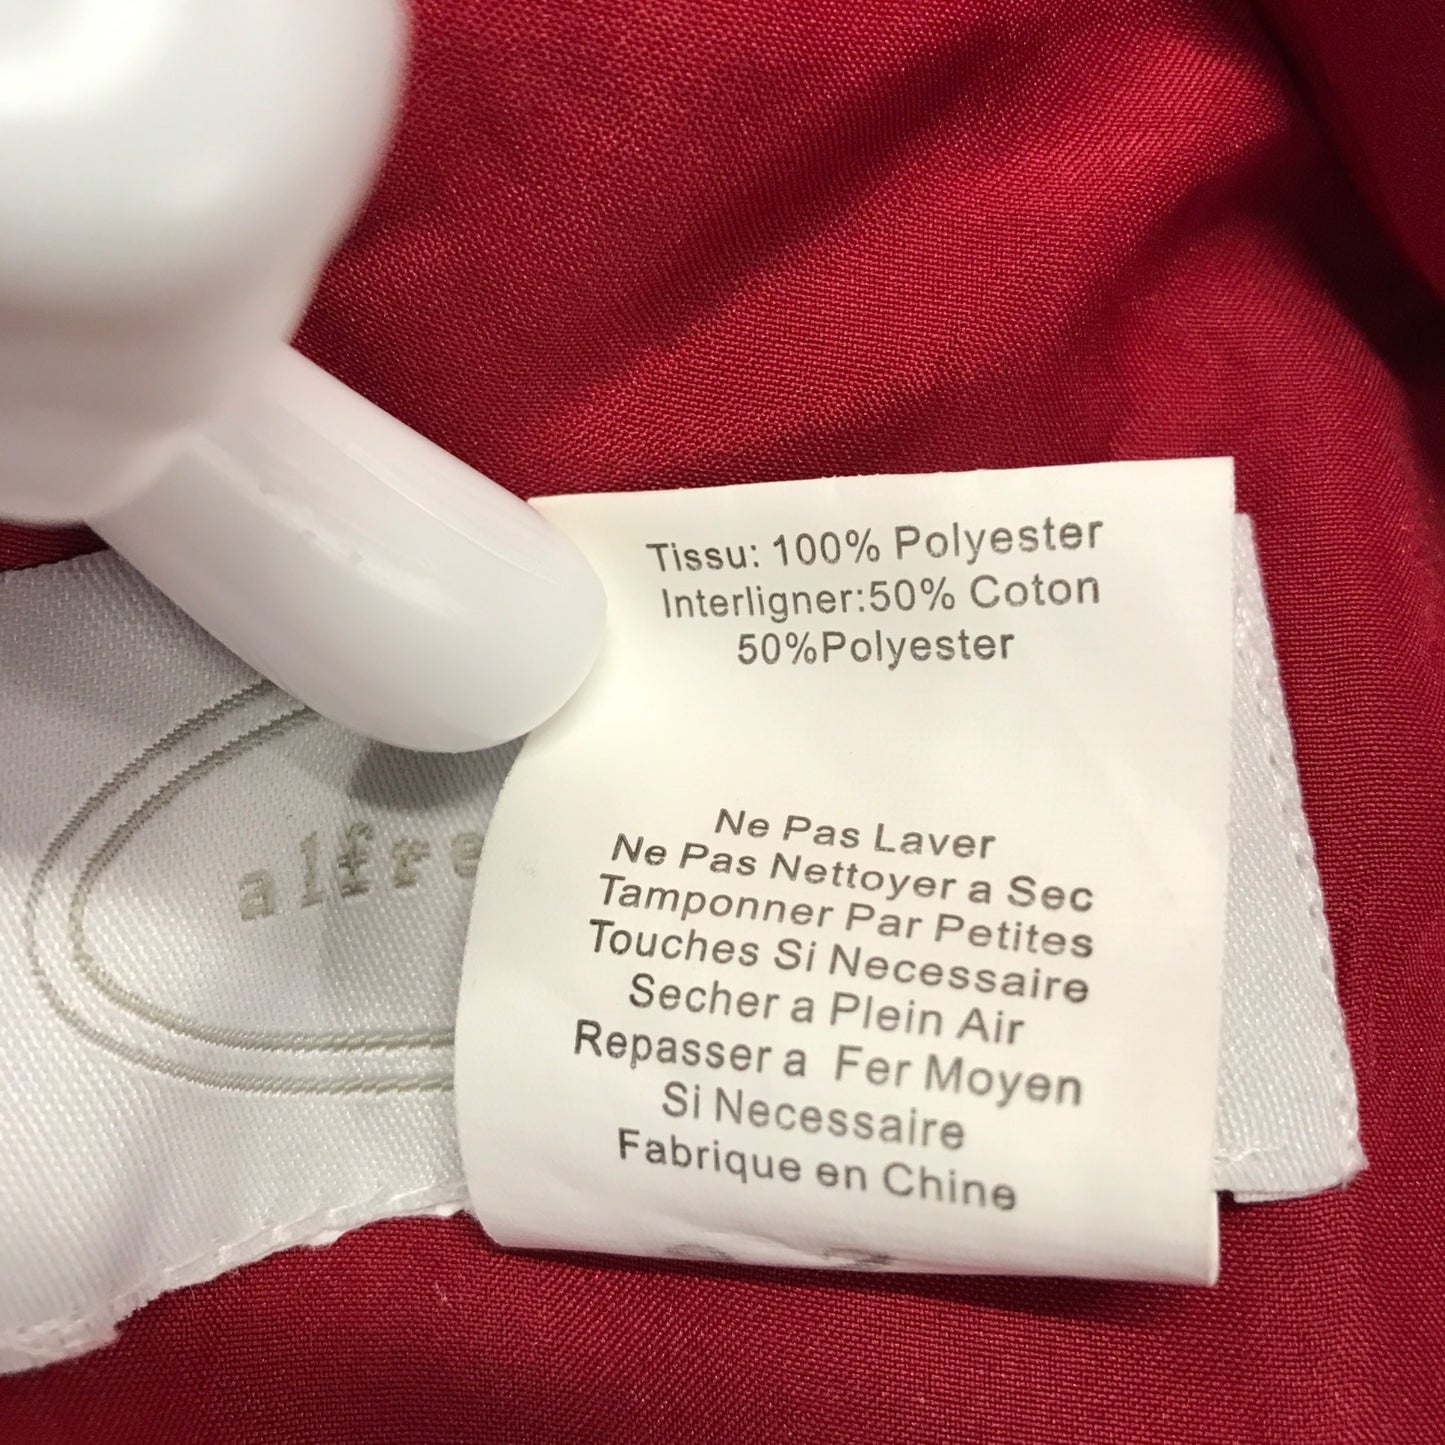 Tissu: 100% Polyester
Interligner:50% Coton
50%Polyester
Ne Pas Laver
Ne Pas Nettoyer a Sec
Tamponner Par Petites
Touches Si Necessaire
Secher a Plein Air
Repasser a Fer Moyen
Si Necessaire
Fabrique en Chine
alfre